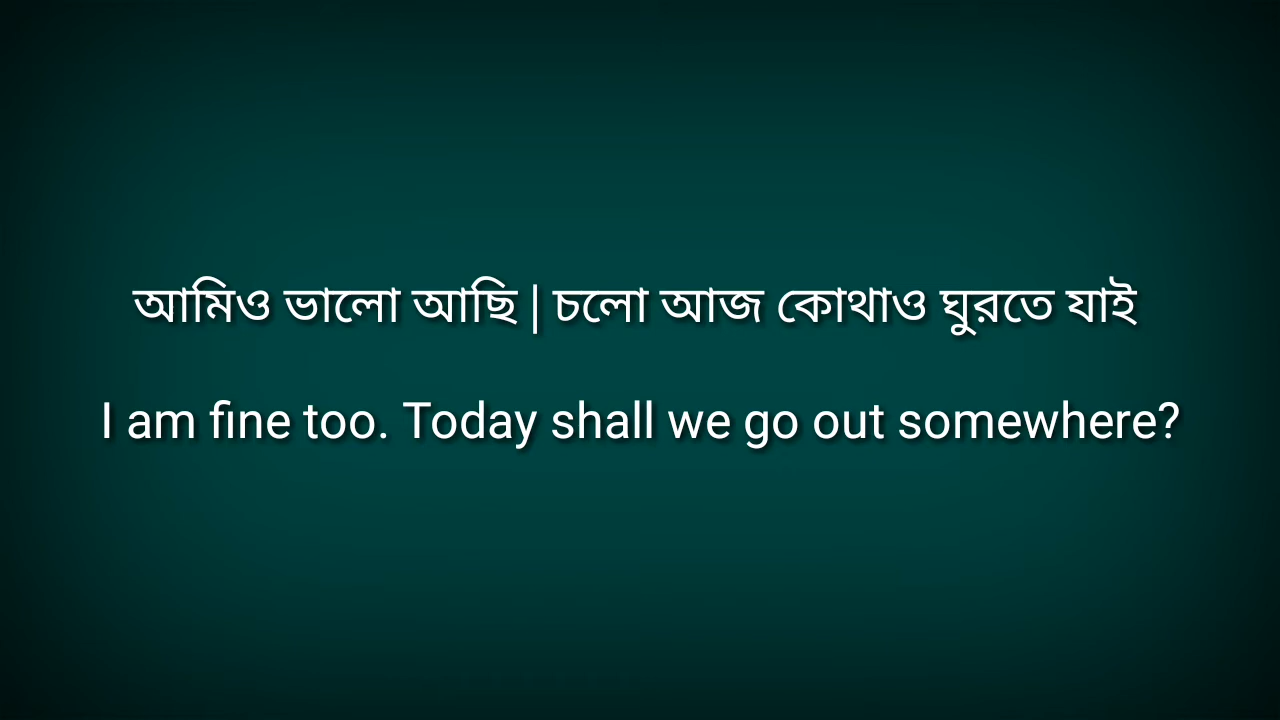 আমিও ভালো আছি | চলো আজ কোথাও ঘুরতে যাই
I am fine too. Today shall we go out somewhere?